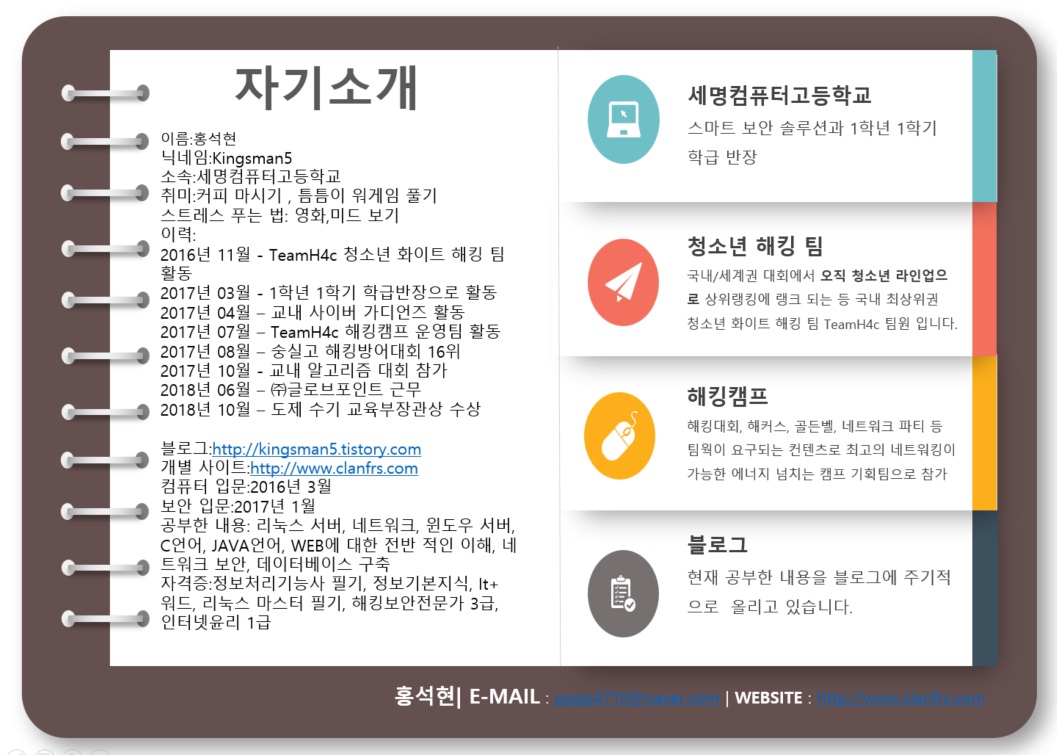 자기소개
이름:홍석현
닉네임:Kingsman5
소속:세명컴퓨터고등학교
취미:커피 마시기 , 틈틈이 워게임 풀기
스트레스 푸는 법: 영화,미드 보기
이력:
2016년 11월 - TeamH4c 청소년 화이트 해킹 팀
활동
2017년 03월 - 1학년 1학기 학급반장으로 활동
2017년 04월 – 교내 사이버 가디언즈 활동
2017년 07월 – TeamH4c 해킹캠프 운영팀 활동
2017년 08월 – 숭실고 해킹방어대회 16위
2017년 10월 - 교내 알고리즘 대회 참가
2018년 06월 – ㈜글로브포인트 근무
2018년 10월 – 도제 수기 교육부장관상 수상
블로그:http://kingsman5.tistory.com
개별 사이트:http://www.clanfrs.com
컴퓨터 입문:2016년 3월
보안 입문:2017년 1월
공부한 내용: 리눅스 서버, 네트워크, 윈도우 서버,
C언어, JAVA언어, WEB에 대한 전반 적인 이해, 네
트워크 보안, 데이터베이스 구축
자격증:정보처리기능사 필기, 정보기본지식, It+
워드, 리눅스 마스터 필기, 해킹보안전문가 3급,
인터넷윤리 1급
세명컴퓨터고등학교
스마트 보안 솔루션과 1학년 1학기
학급 반장
청소년 해킹 팀
국내/세계권 대회에서 오직 청소년 라인업으
로 상위랭킹에 랭크 되는 등 국내 최상위권
청소년 화이트 해킹 팀 TeamH4c 팀원 입니다.
해킹캠프
해킹대회, 해커스, 골든벨, 네트워크 파티 등
팀웍이 요구되는 컨텐츠로 최고의 네트워킹이
가능한 에너지 넘치는 캠프 기획팀으로 참가
블로그
현재 공부한 내용을 블로그에 주기적
으로 올리고 있습니다.
홍석현| E-MAIL : pppp4710@naver.com | WEBSITE : http://www.clanfrs.com